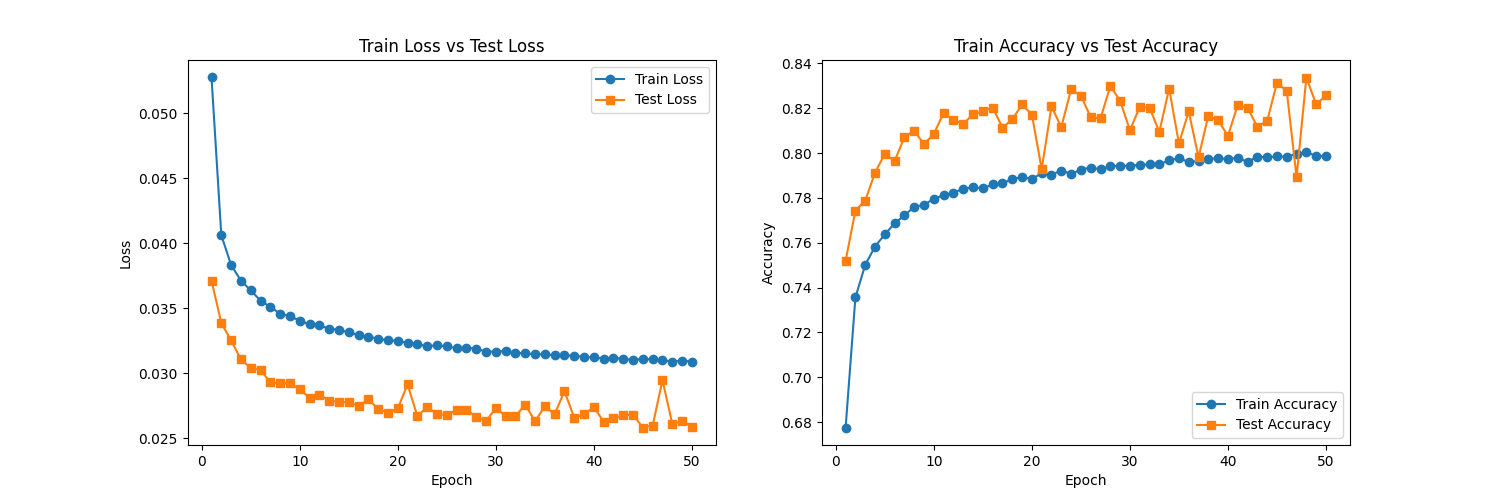 Train Loss vs Test Loss
Train Loss
Test Loss
0.050
0.045
0.040
0.035
0.030
0.025
Loss
0 10 20 30 40 50
Epoch
Train Accuracy vs Test Accuracy
0.84
0.82
0.80
0.78
0.76
0.74
0.72
0.70
0.68
Accuracy
Train Accuracy
Test Accuracy
0 10 20 30 40 50
Epoch